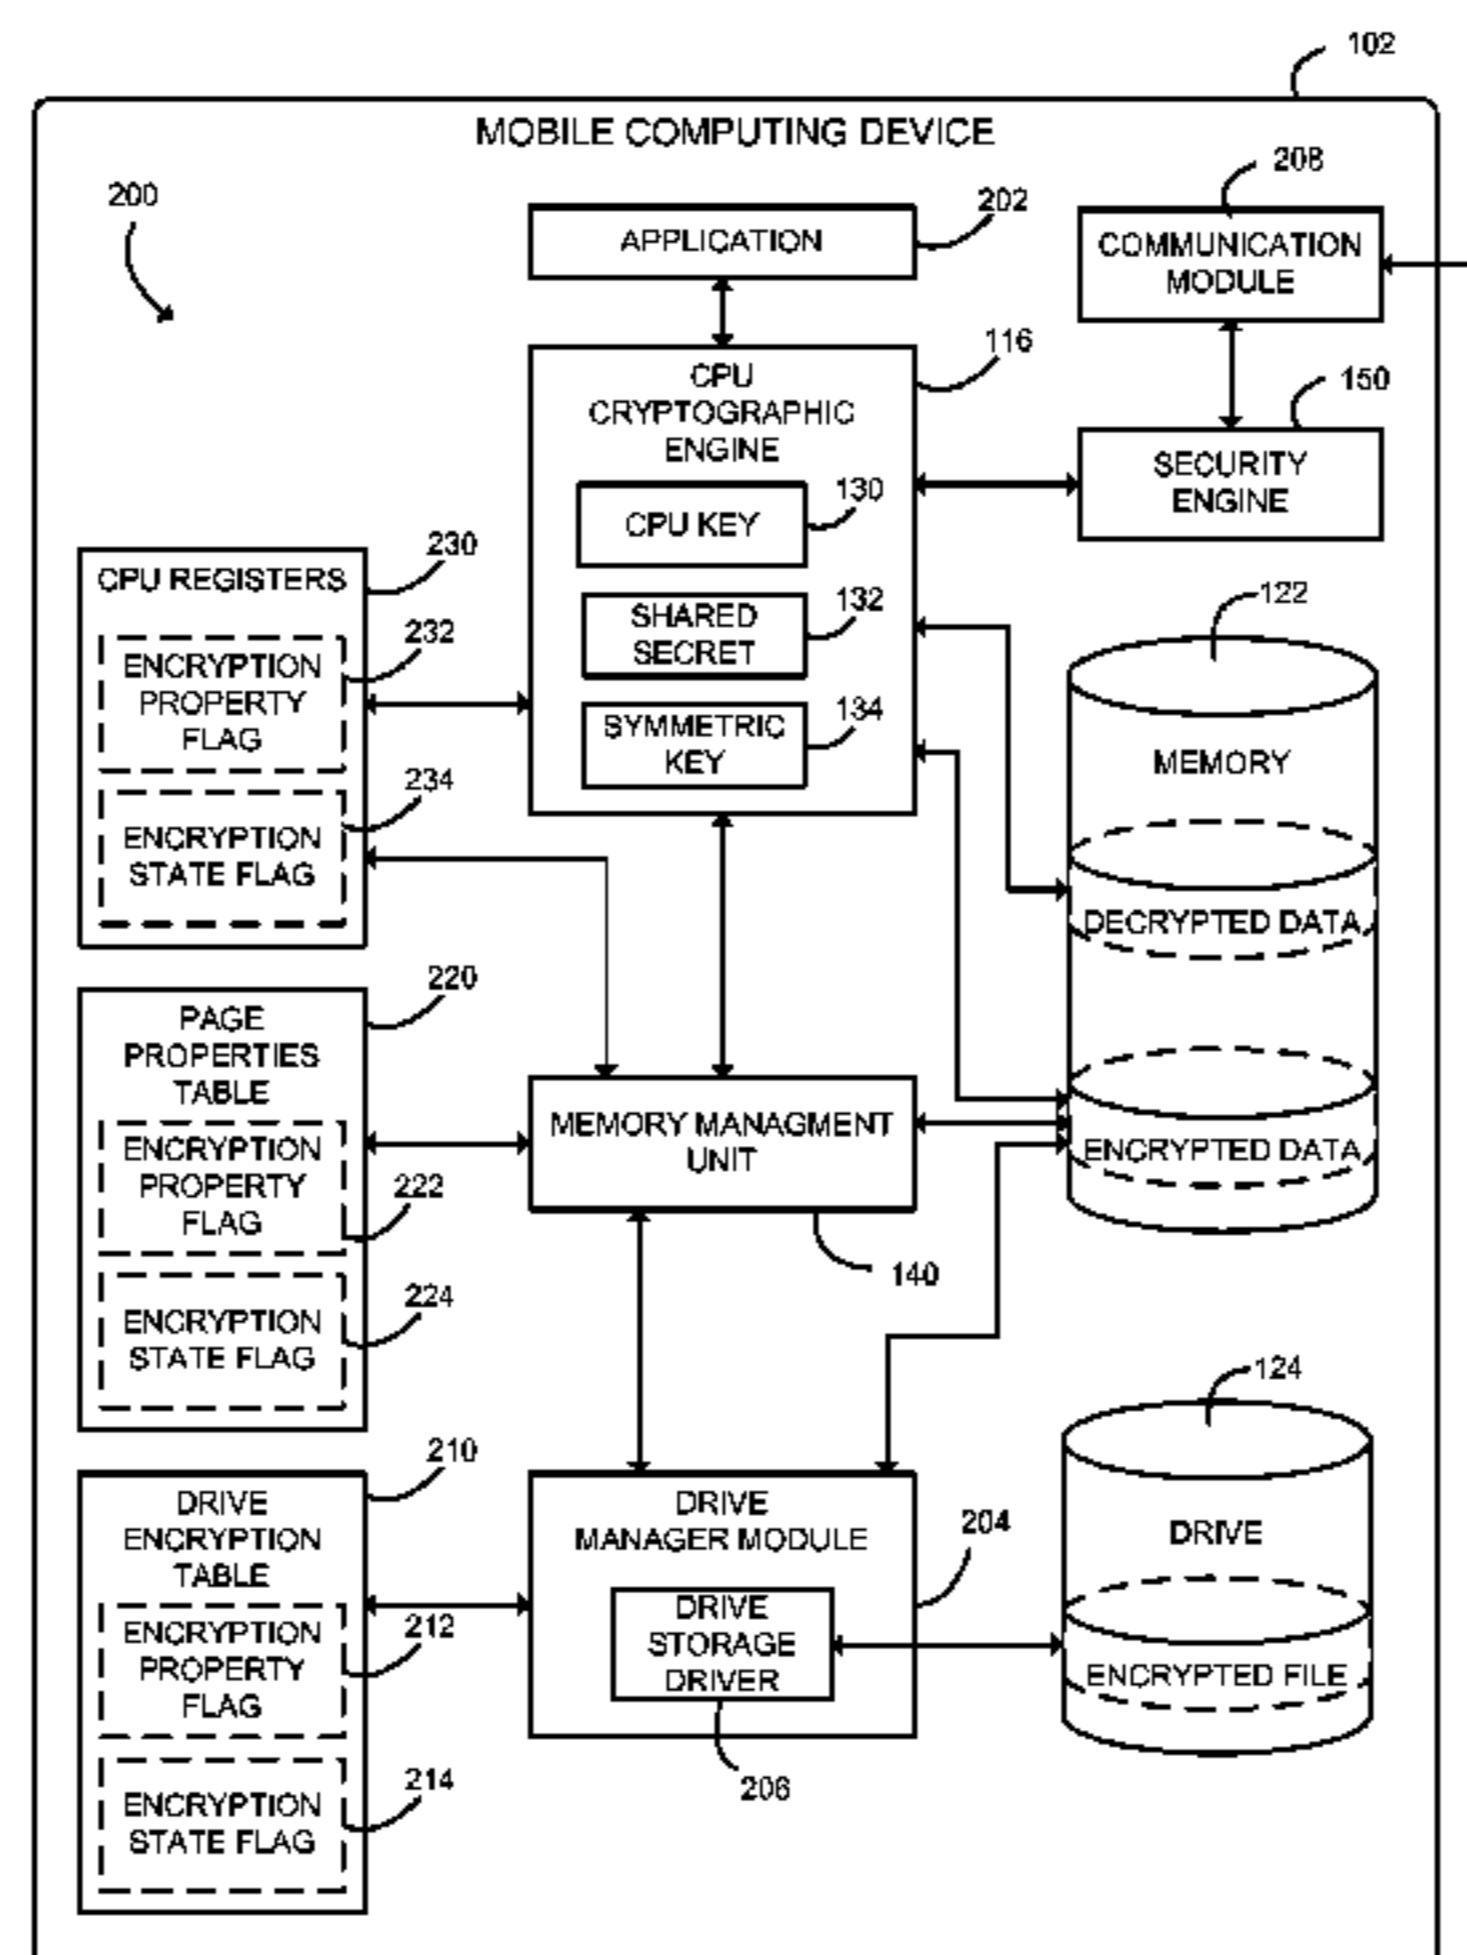 102
MOBILE COMPUTING DEVICE
200
APPLICATION
202
208
COMMUNICATION
MODULE
116
CPU
CRYPTOGRAPHIC
ENGINE
150
SECURITY
ENGINE
CPU KEY
130
SHARED
SECRET
132
SYMMETRIC
KEY
134
230
CPU REGISTERS
232
ENCRYPTION
PROPERTY
FLAG
234
ENCRYPTION
STATE FLAG
122
MEMORY
DECRYPTED DATA
ENCRYPTED DATA
220
PAGE
PROPERTIES
TABLE
ENCRYPTION
PROPERTY
FLAG
222
224
ENCRYPTION
STATE FLAG
MEMORY MANAGMENT
UNIT
140
210
DRIVE
ENCRYPTION
TABLE
ENCRYPTION
PROPERTY
FLAG
212
214
ENCRYPTION
STATE FLAG
DRIVE
MANAGER MODULE
204
DRIVE
STORAGE
DRIVER
206
124
DRIVE
ENCRYPTED FILE